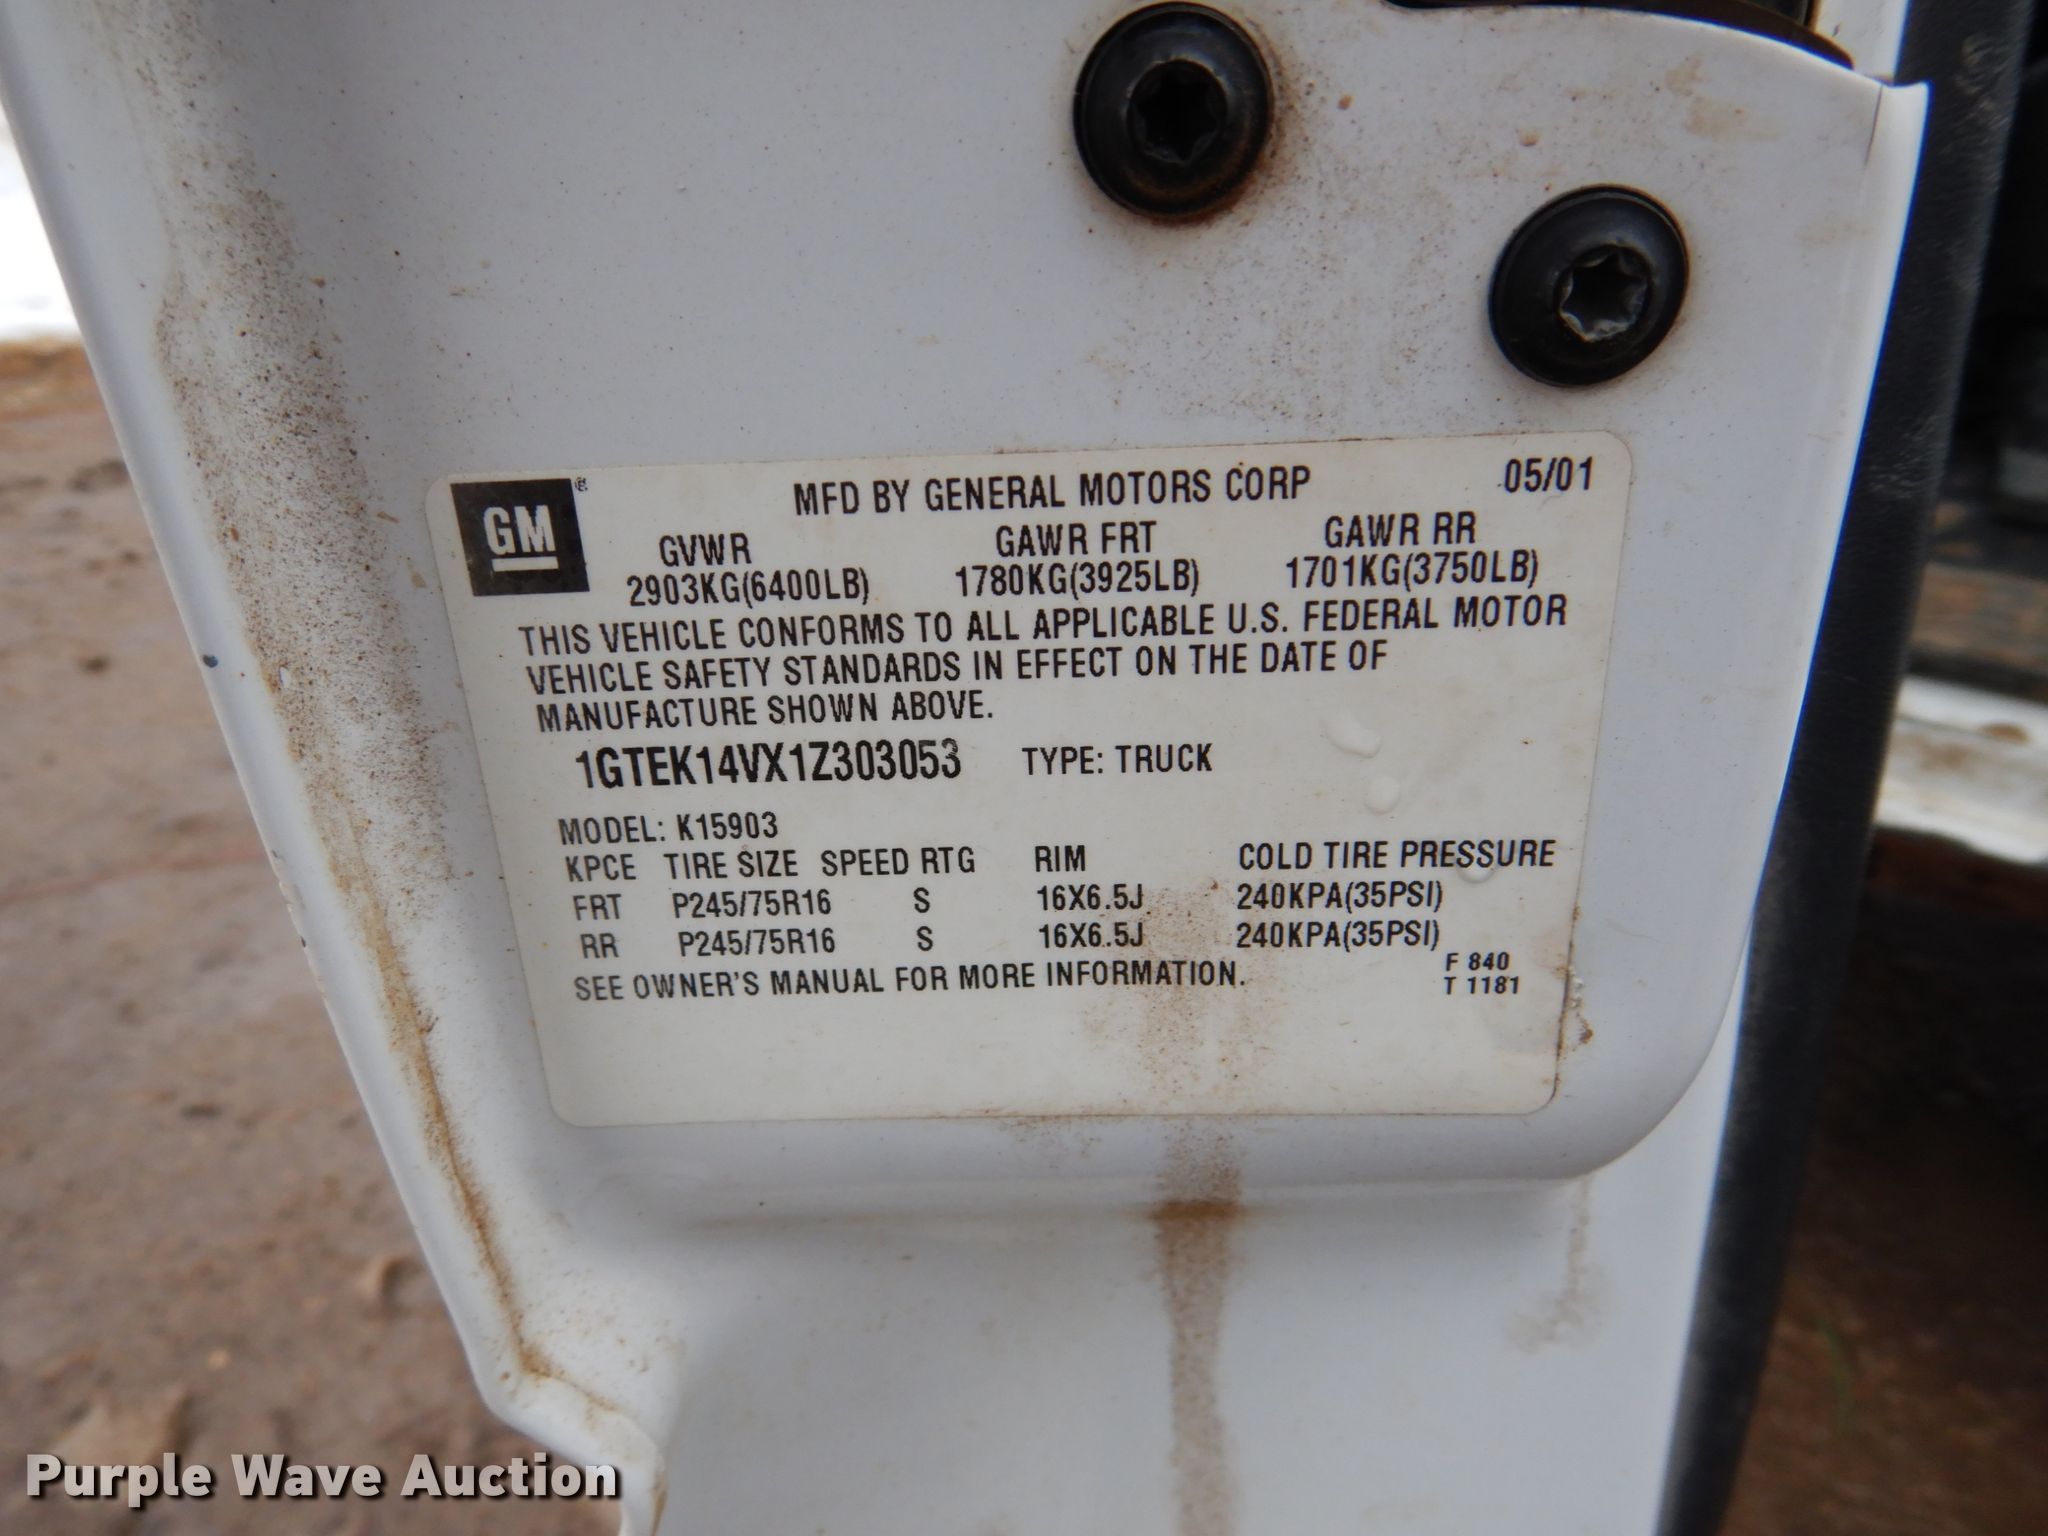 GM®
MFD BY GENERAL MOTORS CORP 05/01
GVWR GAWR FRT GAWR RR
2903KG(6400LB) 1780KG(3925LB) 1701KG(3750LB)
THIS VEHICLE CONFORMS TO ALL APPLICABLE U.S. FEDERAL MOTOR
VEHICLE SAFETY STANDARDS IN EFFECT ON THE DATE OF
MANUFACTURE SHOWN ABOVE.
1GTEK14VX1Z303053 TYPE: TRUCK
MODEL: K15903
KPCE TIRE SIZE SPEED RTG RIM COLD TIRE PRESSURE
FRT P245/75R16 S 16X6.5J 240KPA(35PSI)
RR P245/75R16 S 16X6.5J 240KPA(35PSI)
SEE OWNER'S MANUAL FOR MORE INFORMATION.
F 840
T 1181
Purple Wave Auction